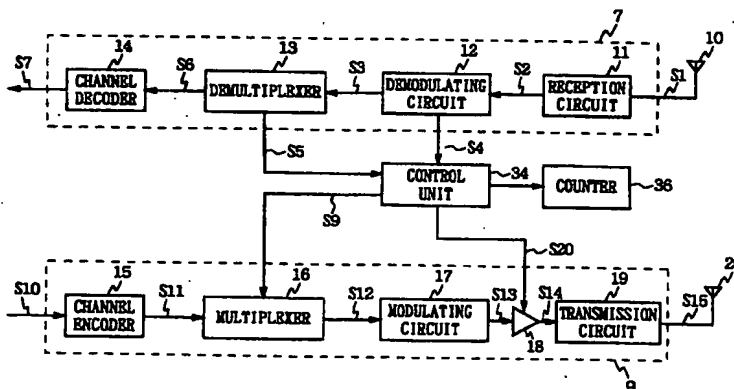 7
10
14
13
12
11
S7
CHANNEL
DECODER
S6
DEMULTIPLEXER
S3
DEMODULATING
CIRCUIT
S2
RECEPTION
CIRCUIT
S1
S5
S4
CONTROL
UNIT
34
COUNTER
36
S9
S20
15
16
17
19
S10
CHANNEL
ENCODER
S11
MULTIPLEXER
S12
MODULATING
CIRCUIT
S13
S14
18
TRANSMISSION
CIRCUIT
S15
9